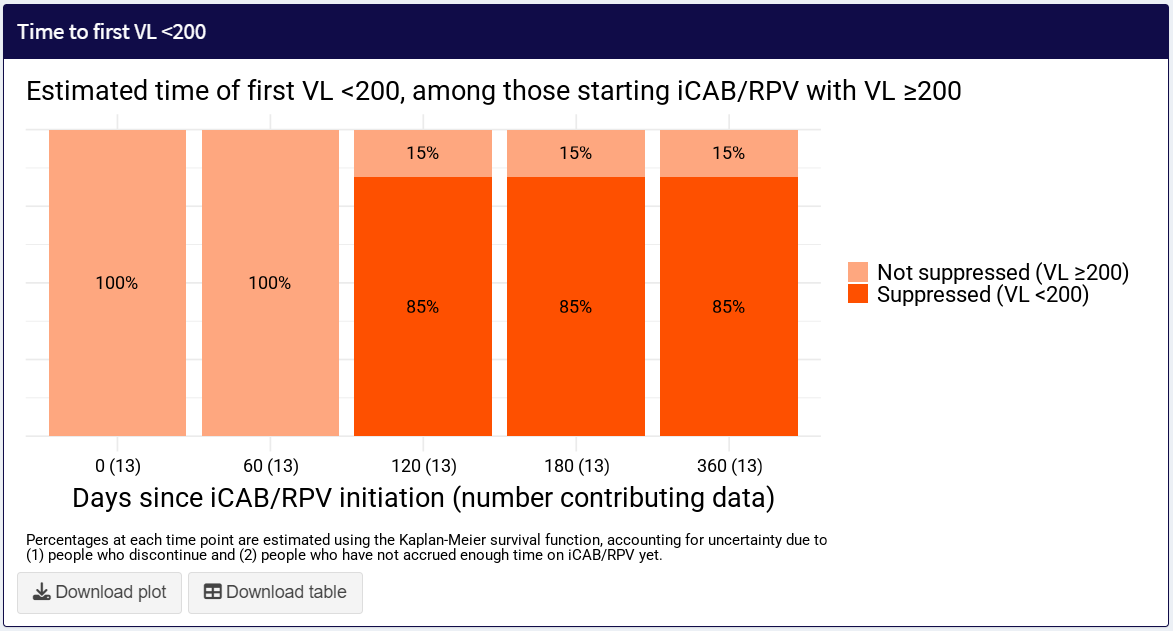 Time to first VL <200
Estimated time of first VL <200, among those starting iCAB/RPV with VL ≥200
15% 15% 15%
100% 100%
85% 85% 85%
Not suppressed (VL ≥200)
Suppressed (VL <200)
0 (13) 60 (13) 120 (13) 180 (13) 360 (13)
Days since iCAB/RPV initiation (number contributing data)
Percentages at each time point are estimated using the Kaplan-Meier survival function, accounting for uncertainty due to
(1) people who discontinue and (2) people who have not accrued enough time on iCAB/RPV yet.
Download plot Download table